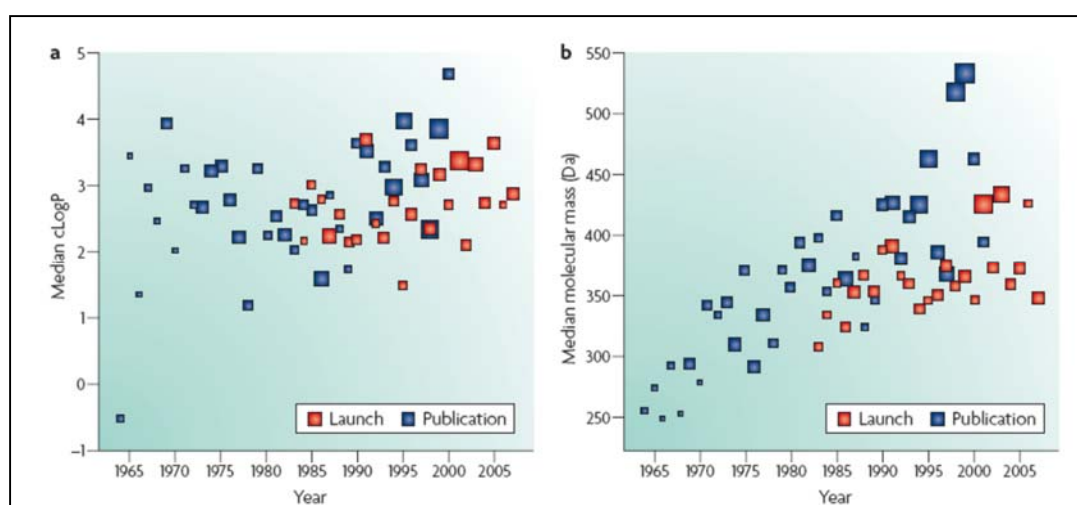 a
5
4
3
2
1
0
–1
Median cLogP
1965 1970 1975 1980 1985 1990 1995 2000 2005
Year
Launch Publication
b
550
500
450
400
350
300
250
Median molecular mass (Da)
1965 1970 1975 1980 1985 1990 1995 2000 2005
Year
Launch Publication